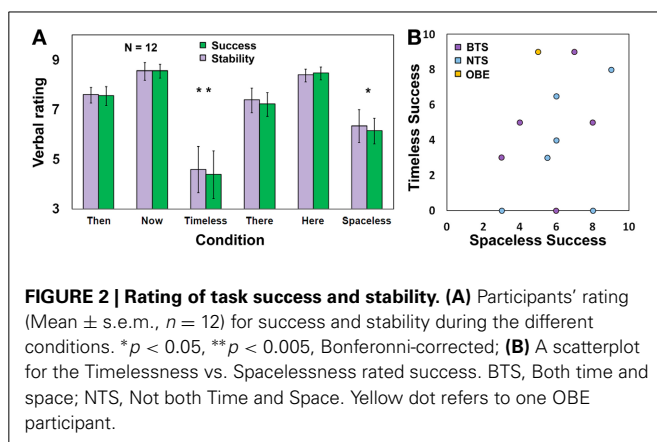 A
N = 12
Success
Stability
* *
*
Verbal rating
9
7
5
3
Then Now Timeless There Here Spaceless
Condition
B
BTS
NTS
OBE
Timeless Success
10
8
6
4
2
0
0 2 4 6 8 10
Spaceless Success
FIGURE 2 | Rating of task success and stability. (A) Participants’ rating
(Mean ± s.e.m., n = 12) for success and stability during the different
conditions. *p < 0.05, **p < 0.005, Bonferonni-corrected; (B) A scatterplot
for the Timelessness vs. Spacelessness rated success. BTS, Both time and
space; NTS, Not both Time and Space. Yellow dot refers to one OBE
participant.